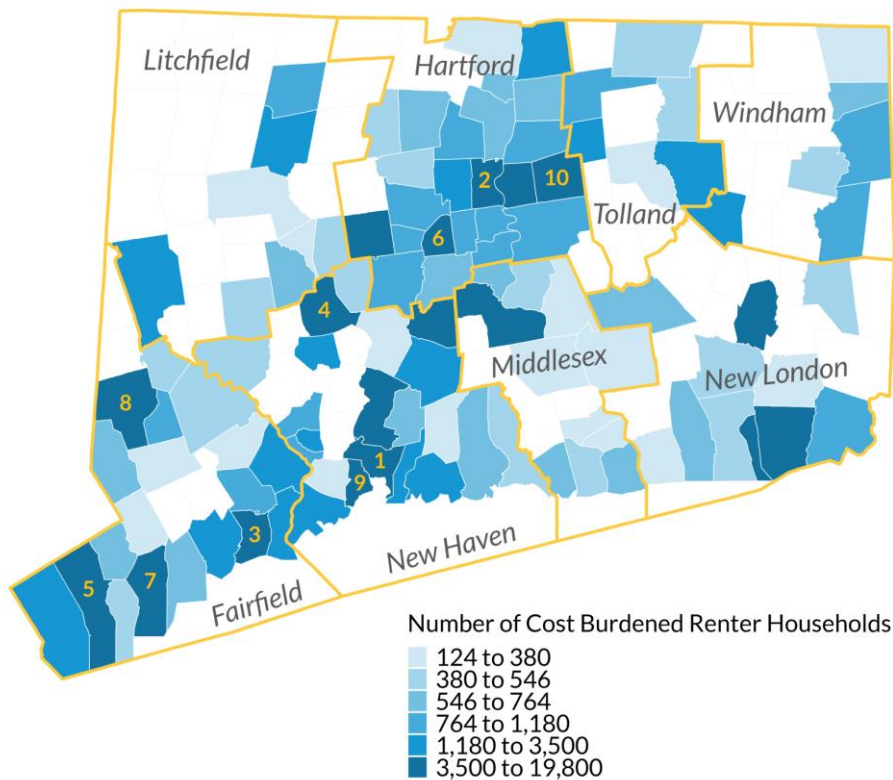 Litchfield
Hartford
Windham
2
10
Tolland
6
4
Middlesex
New London
8
1
9
3
New Haven
5
7
Fairfield
Number of Cost Burdened Renter Households
124 to 380
380 to 546
546 to 764
764 to 1,180
1,180 to 3,500
3,500 to 19,800